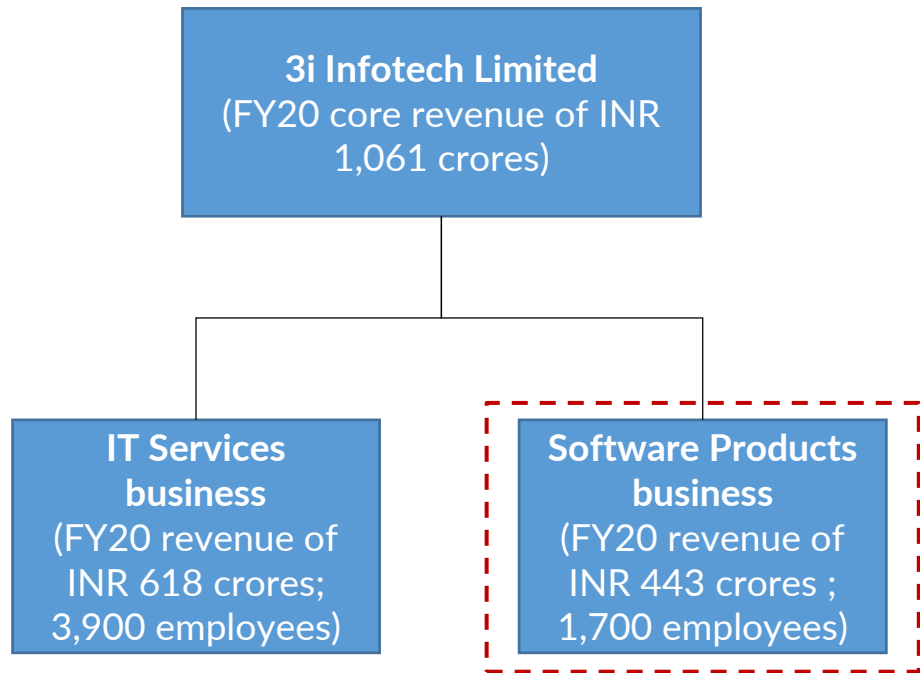 3i Infotech Limited
(FY20 core revenue of INR
1,061 crores)
IT Services
business
(FY20 revenue of
INR 618 crores;
3,900 employees)
Software Products
business
(FY20 revenue of
INR 443 crores ;
1,700 employees)